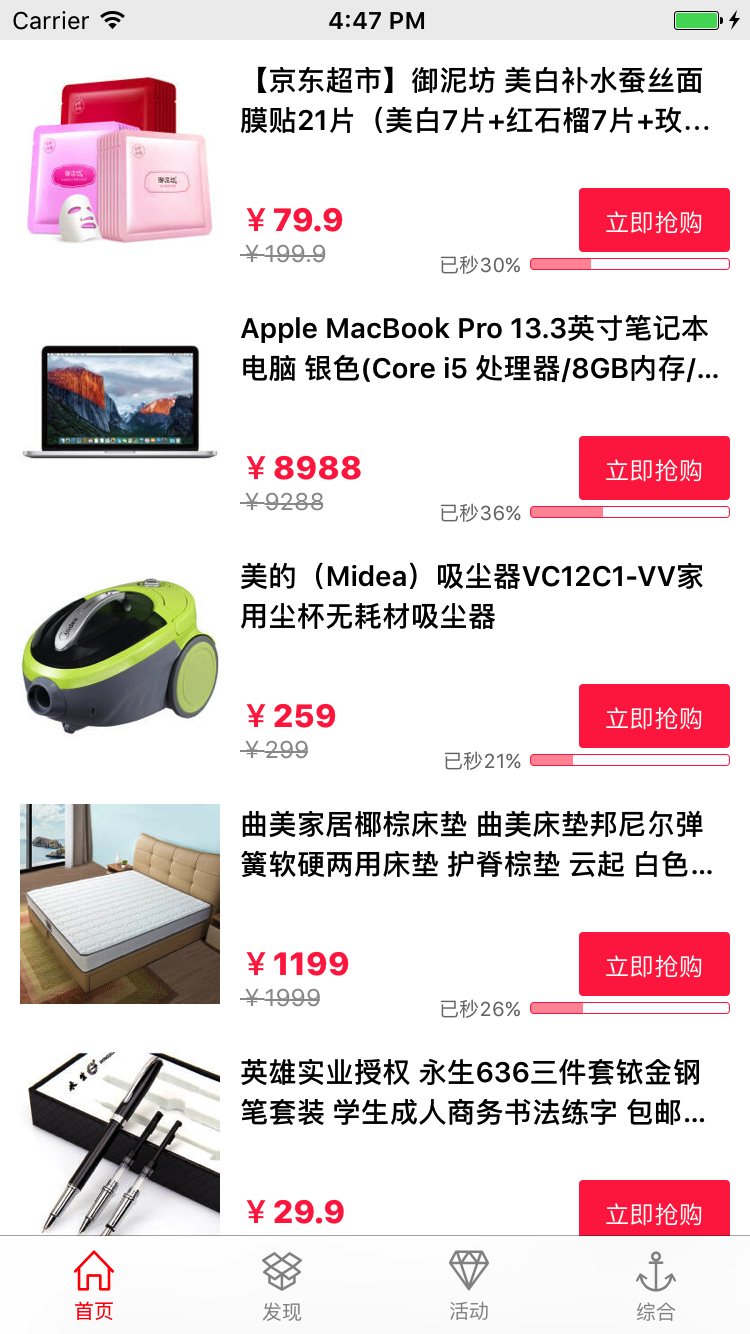 Carrier 4:47 PM
【京东超市】御泥坊 美白补水蚕丝面
膜贴21片（美白7片+红石榴7片+玫...
￥79.9
立即抢购
￥199.9
已秒30%
Apple MacBook Pro 13.3英寸笔记本
电脑 银色(Core i5 处理器/8GB内存/...
￥8988
立即抢购
￥9288
已秒36%
美的（Midea）吸尘器VC12C1-VV家
用尘杯无耗材吸尘器
￥259
立即抢购
￥299
已秒21%
曲美家居椰棕床垫 曲美床垫邦尼尔弹
簧软硬两用床垫 护脊棕垫 云起 白色...
￥1199
立即抢购
￥1999
已秒26%
英雄实业授权 永生636三件套铱金钢
笔套装 学生成人商务书法练字 包邮...
￥29.9
立即抢购
首页 发现 活动 综合
御泥坊
Midea